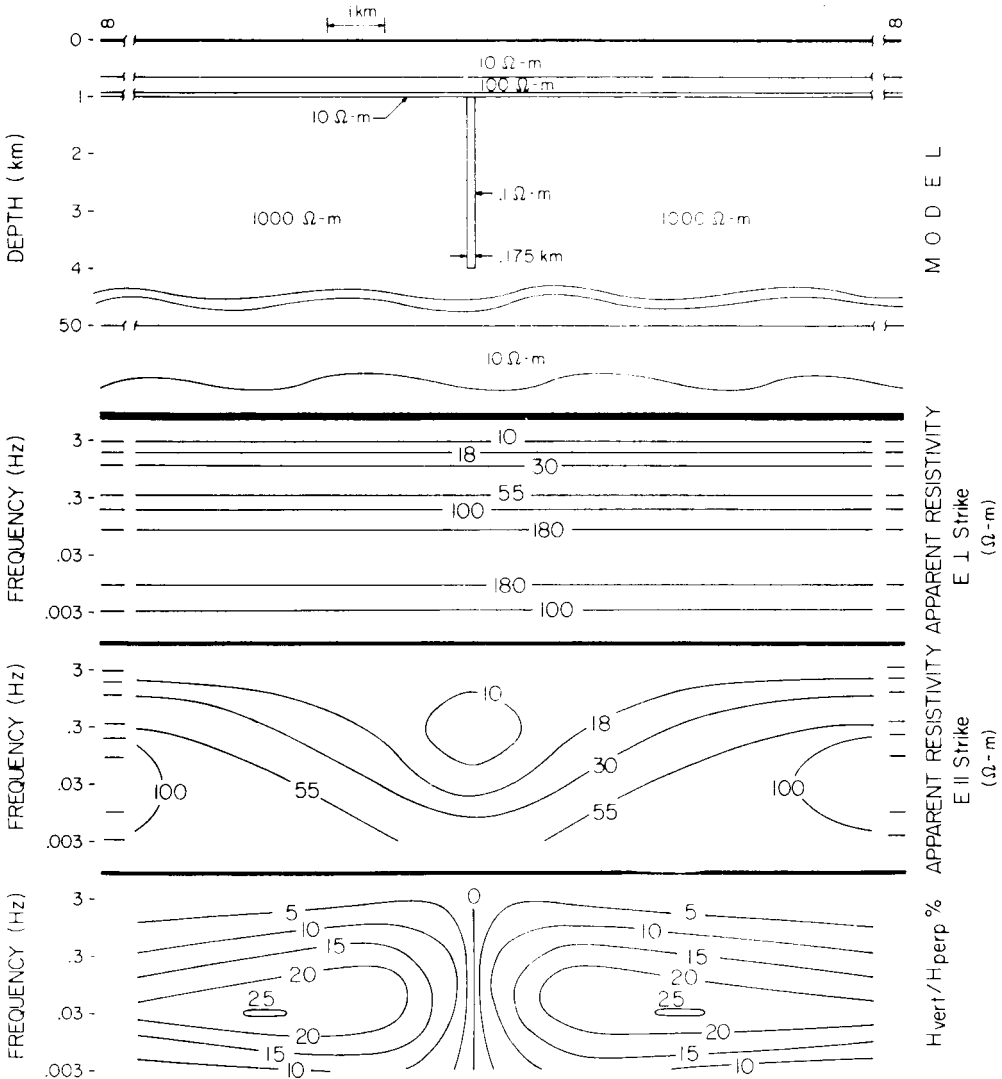 ∞ 1 km ∞
0 -
10 Ω-m
100 Ω-m
1 -
10 Ω-m
2 -
.1 Ω-m
3 -
1000 Ω-m 1000 Ω-m
.175 km
4 -
50 -
10 Ω-m
DEPTH (km)
MODEL
3 -
10
18
30
.3 -
55
100
180
.03 -
180
.003 -
100
FREQUENCY (Hz)
APPARENT RESISTIVITY
E ⊥ Strike
(Ω-m)
3 -
10
18
.3 -
30
.03 -
100 55 55 100
.003 -
FREQUENCY (Hz)
APPARENT RESISTIVITY
E || Strike
(Ω-m)
3 -
0
5 5
10 10
.3 -
15 15
20 20
25 25
.03 -
20 20
15 15
.003 -
10 10
FREQUENCY (Hz)
Hvert/Hperp %